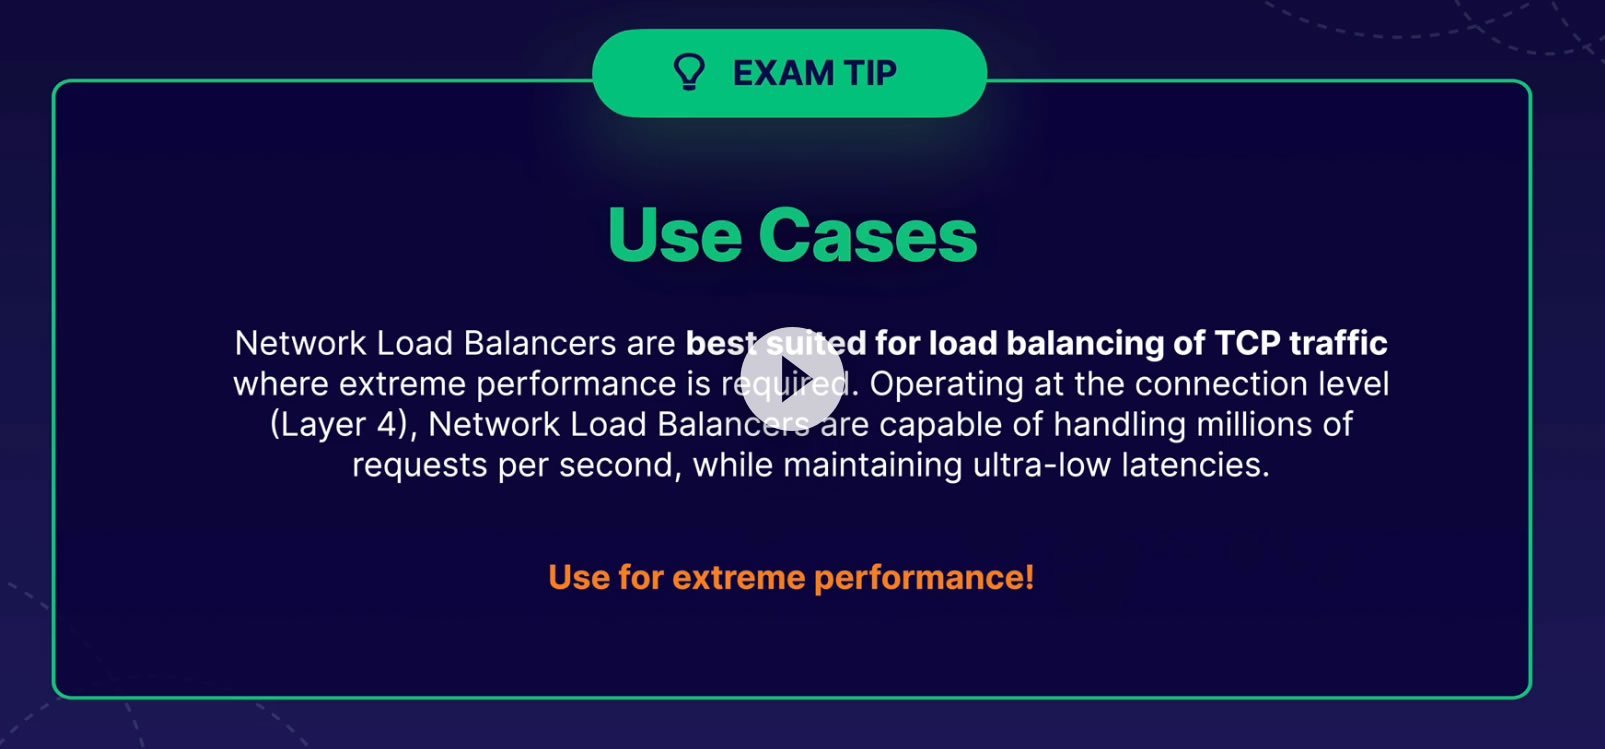 EXAM TIP
Use Cases
Network Load Balancers are best suited for load balancing of TCP traffic
where extreme performance is required. Operating at the connection level
(Layer 4), Network Load Balancers are capable of handling millions of
requests per second, while maintaining ultra-low latencies.
Use for extreme performance!